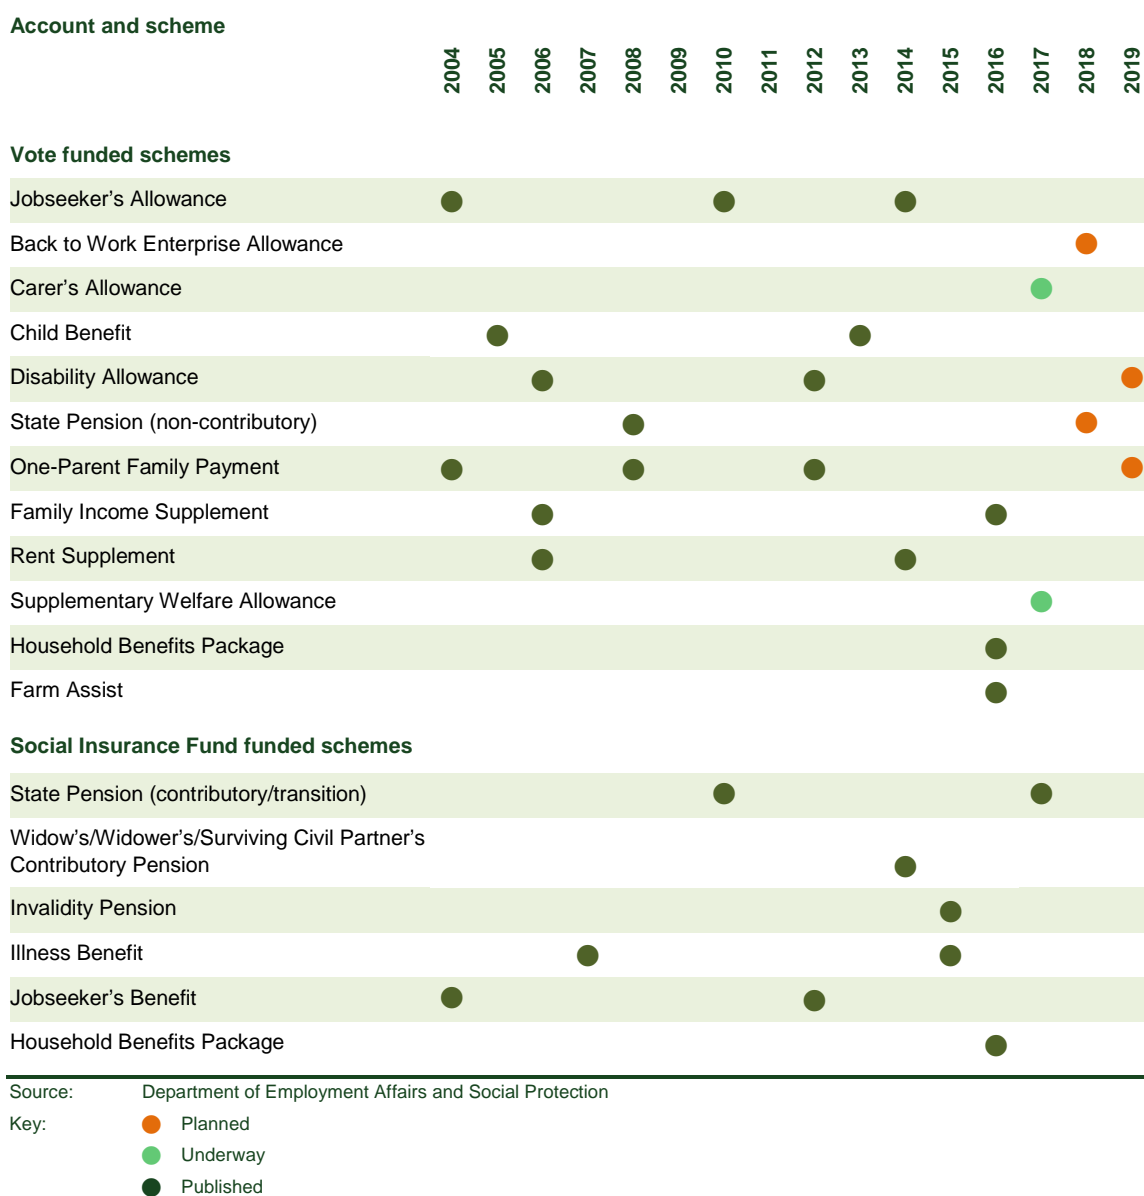 Account and scheme
2004 2005 2006 2007 2008 2009 2010 2011 2012 2013 2014 2015 2016 2017 2018 2019
Vote funded schemes
Jobseeker's Allowance
Back to Work Enterprise Allowance
Carer's Allowance
Child Benefit
Disability Allowance
State Pension (non-contributory)
One-Parent Family Payment
Family Income Supplement
Rent Supplement
Supplementary Welfare Allowance
Household Benefits Package
Farm Assist
Social Insurance Fund funded schemes
State Pension (contributory/transition)
Widow's/Widower's/Surviving Civil Partner's
Contributory Pension
Invalidity Pension
Illness Benefit
Jobseeker's Benefit
Household Benefits Package
Source: Department of Employment Affairs and Social Protection
Key: Planned
Underway
Published